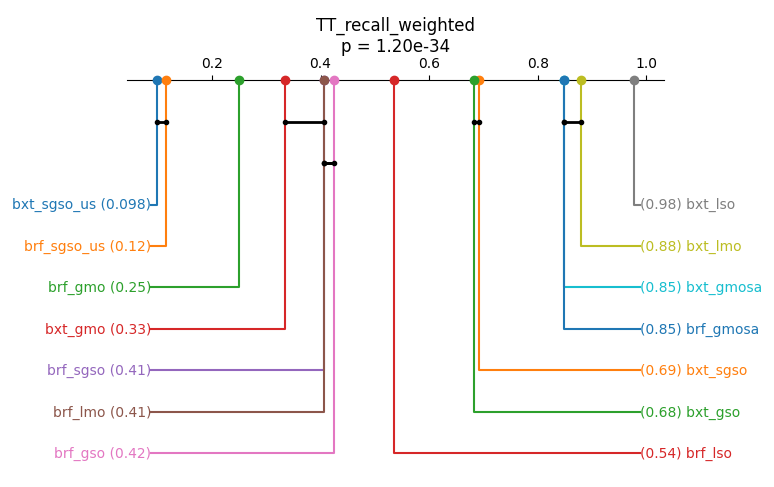 TT_recall_weighted
p = 1.20e-34
0.2 0.4 0.6 0.8 1.0
bxt_sgso_us (0.098) (0.98) bxt_lso
brf_sgso_us (0.12) (0.88) bxt_lmo
brf_gmo (0.25) (0.85) bxt_gmosa
bxt_gmo (0.33) (0.85) brf_gmosa
brf_sgso (0.41) (0.69) bxt_sgso
brf_lmo (0.41) (0.68) bxt_gso
brf_gso (0.42) (0.54) brf_lso